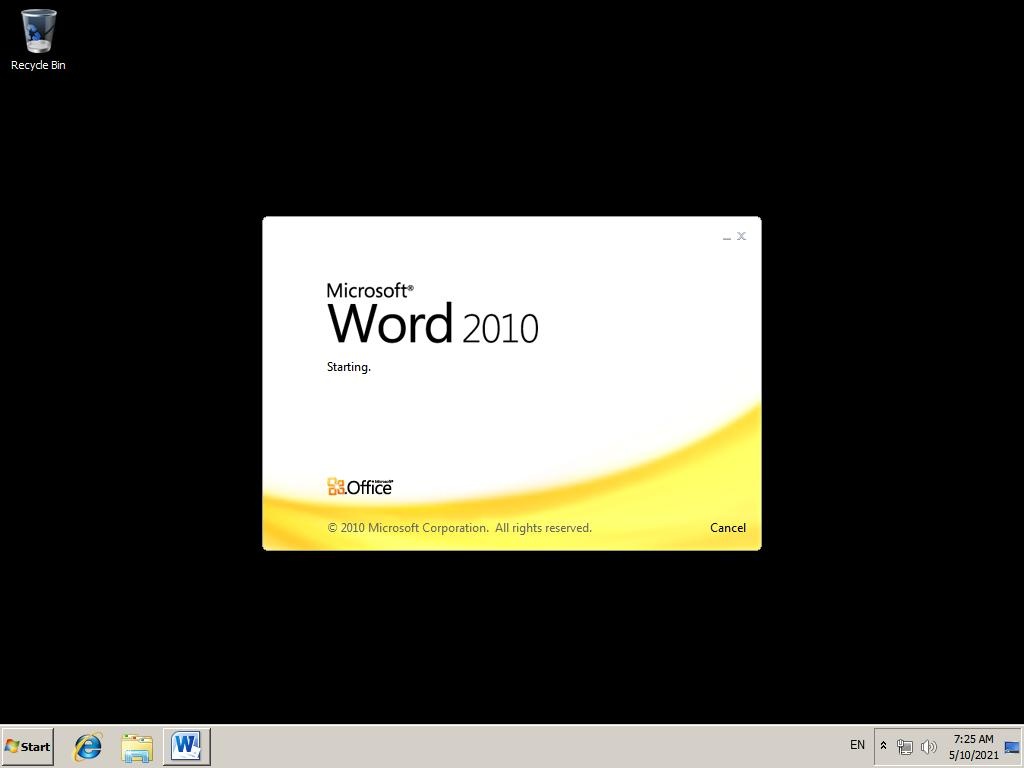 Recycle Bin
Microsoft®
Word 2010
Starting.
Microsoft®
Office
© 2010 Microsoft Corporation. All rights reserved.
Cancel
Start
W
EN
7:25 AM
5/10/2021